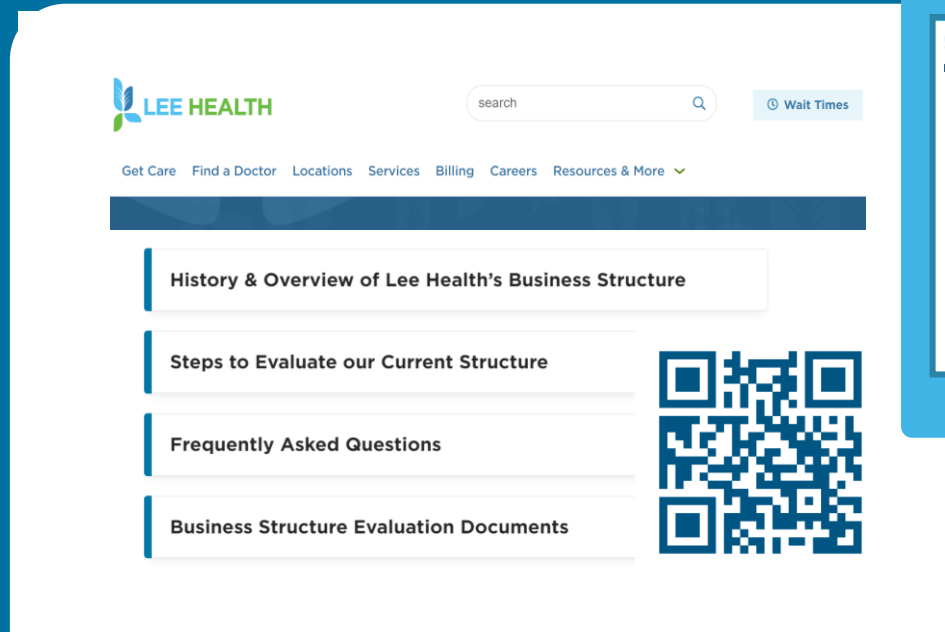 LEE HEALTH
search
Wait Times
Get Care Find a Doctor Locations Services Billing Careers Resources & More
History & Overview of Lee Health’s Business Structure
Steps to Evaluate our Current Structure
Frequently Asked Questions
Business Structure Evaluation Documents